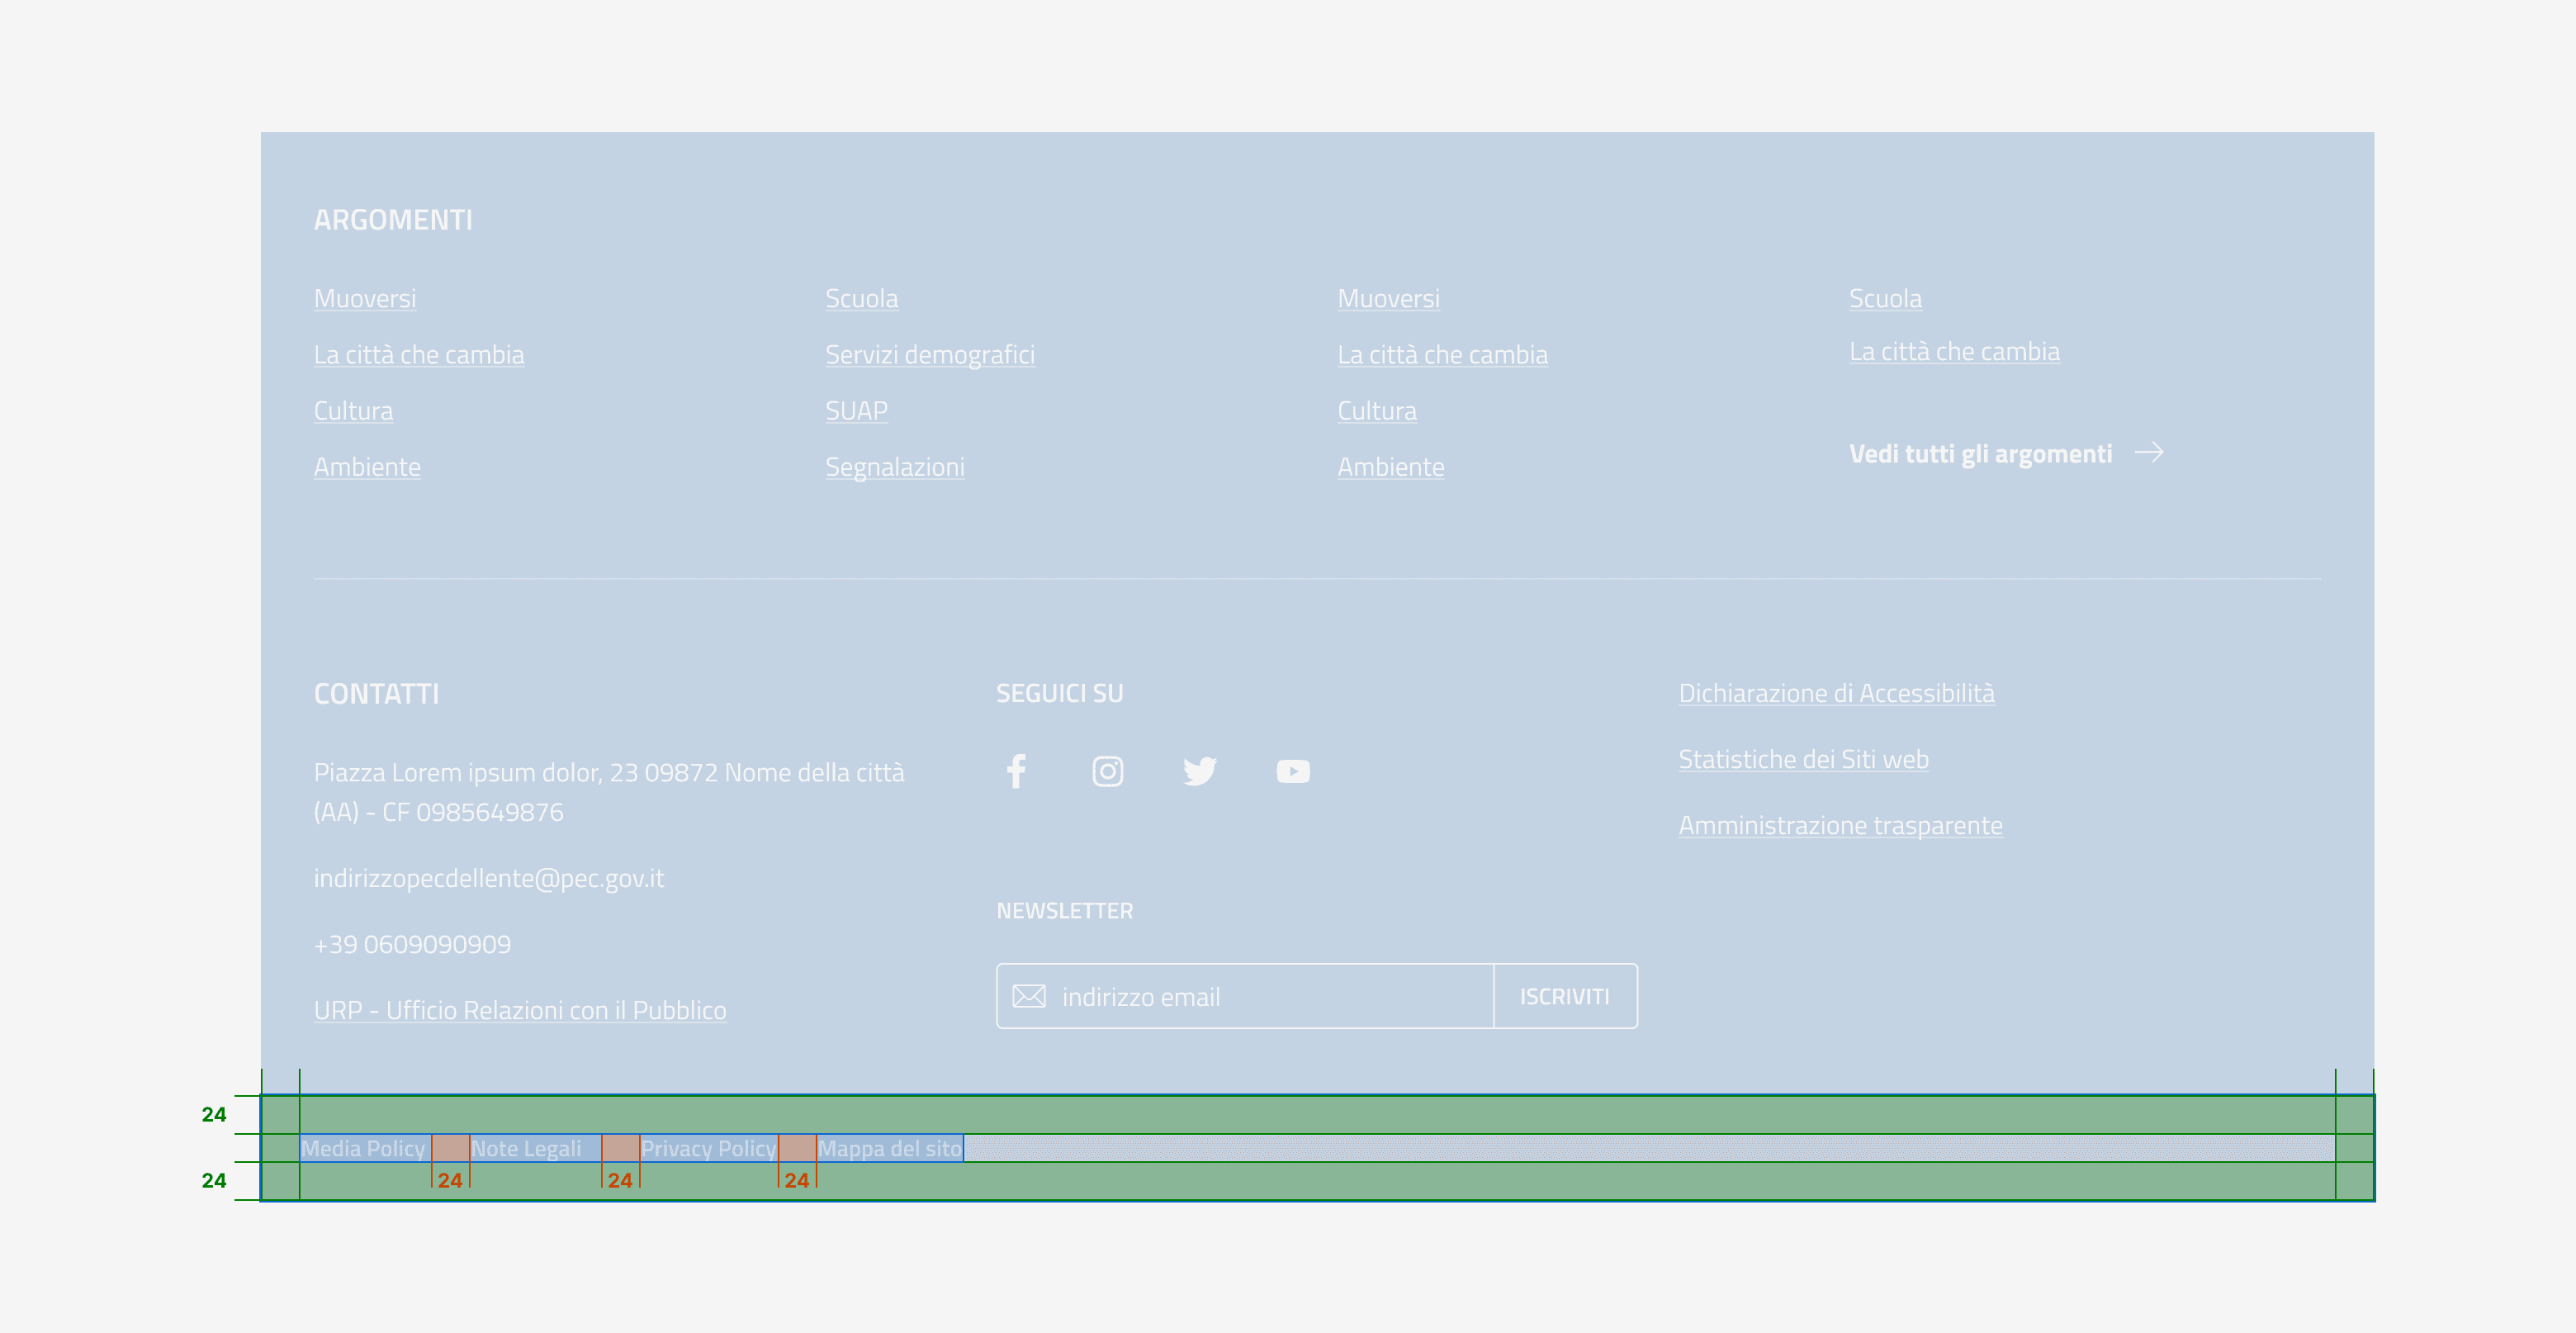 ARGOMENTI
Muoversi
La città che cambia
Cultura
Ambiente
Scuola
Servizi demografici
SUAP
Segnalazioni
Muoversi
La città che cambia
Cultura
Ambiente
Scuola
La città che cambia
Vedi tutti gli argomenti
CONTATTI
Piazza Lorem ipsum dolor, 23 09872 Nome della città
(AA) - CF 0985649876
indirizzopecdellente@pec.gov.it
+39 0609090909
URP - Ufficio Relazioni con il Pubblico
SEGUICI SU
NEWSLETTER
indirizzo email
ISCRIVITI
Dichiarazione di Accessibilità
Statistiche dei Siti web
Amministrazione trasparente
24
Media Policy Note Legali Privacy Policy Mappa del sito
24 24 24 24